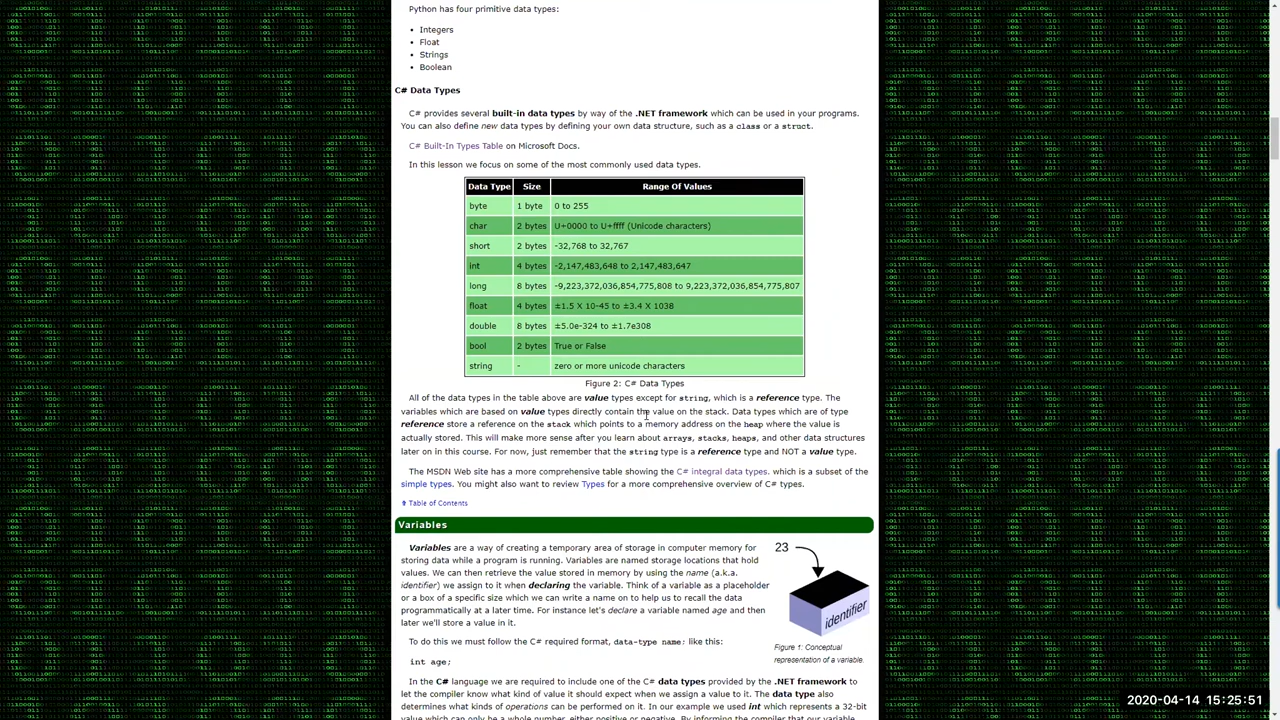 Python has four primitive data types:
• Integers
• Float
• Strings
• Boolean
C# Data Types
C# provides several built-in data types by way of the .NET framework which can be used in your programs.
You can also define new data types by defining your own data structure, such as a class or a struct.
C# Built-In Types Table on Microsoft Docs.
In this lesson we focus on some of the most commonly used data types.
Data Type Size Range Of Values
byte 1 byte 0 to 255
char 2 bytes U+0000 to U+ffff (Unicode characters)
short 2 bytes -32,768 to 32,767
int 4 bytes -2,147,483,648 to 2,147,483,647
long 8 bytes -9,223,372,036,854,775,808 to 9,223,372,036,854,775,807
float 4 bytes ±1.5 X 10-45 to ±3.4 X 1038
double 8 bytes ±5.0e-324 to ±1.7e308
bool 2 bytes True or False
string - zero or more unicode characters
Figure 2: C# Data Types
All of the data types in the table above are value types except for string, which is a reference type. The
variables which are based on value types directly contain the value on the stack. Data types which are of type
reference store a reference on the stack which points to a memory address on the heap where the value is
actually stored. This will make more sense after you learn about arrays, stacks, heaps, and other data structures
later on in this course. For now, just remember that the string type is a reference type and NOT a value type.
The MSDN Web site has a more comprehensive table showing the C# integral data types. which is a subset of the
simple types. You might also want to review Types for a more comprehensive overview of C# types.
⇑ Table of Contents
Variables
Variables are a way of creating a temporary area of storage in computer memory for
storing data while a program is running. Variables are named storage locations that hold
values. We can then retrieve the value stored in memory by using the name (a.k.a.
identifier) we assign to it when declaring the variable. Think of a variable as a placeholder
or a box of a specific size which we can write a name on to help us to recall the data
programmatically at a later time. For instance let's declare a variable named age and then
later we'll store a value in it.
23
identifier
Figure 1: Conceptual
representation of a variable.
To do this we must follow the C# required format, data-type name; like this:
int age;
In the C# language we are required to include one of the C# data types provided by the .NET framework to
let the compiler know what kind of value it should expect when we assign a value to it. The data type also
determines what kinds of operations can be performed on it. In our example we used int which represents a 32-bit
value which can only be a whole number, either positive or negative. By informing the compiler that our variable
2020-04-14 15:25:51